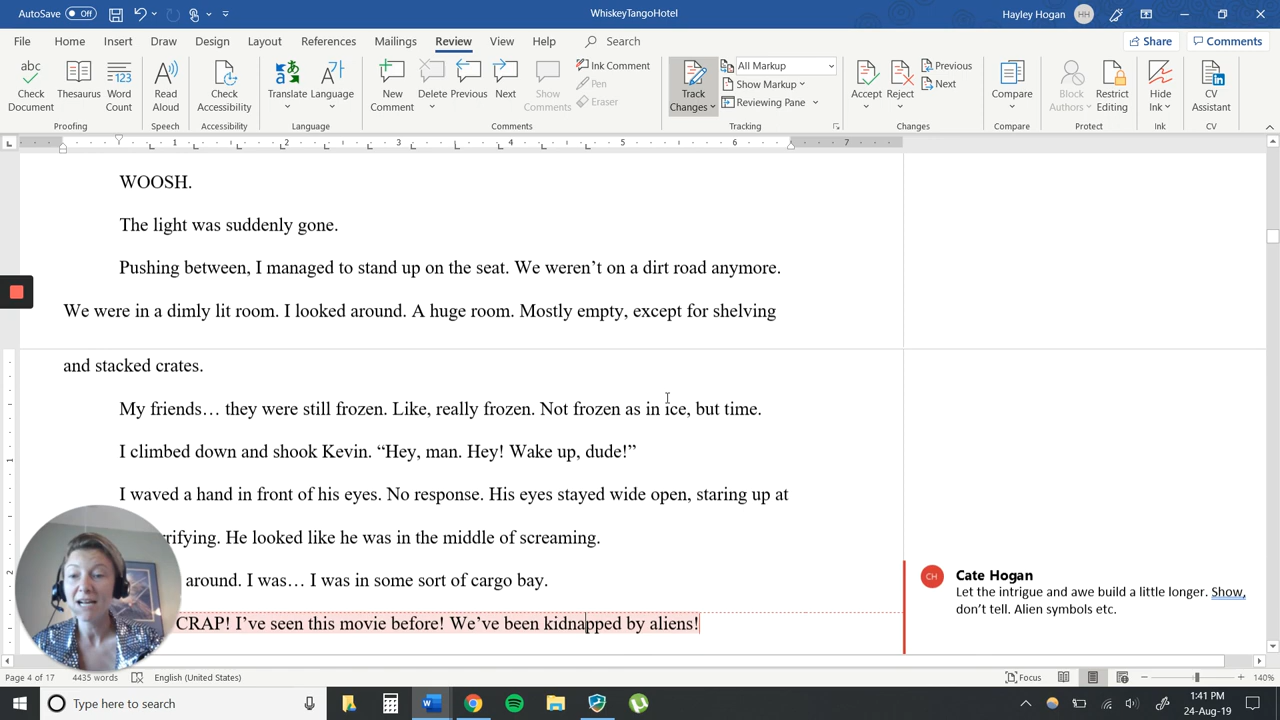 AutoSave Off
WhiskeyTangoHotel
Hayley Hogan HH
File Home Insert Draw Design Layout References Mailings Review View Help Search
Share Comments
abc
123
Check Document
Thesaurus
Word Count
Read Aloud
Check Accessibility
Translate
Language
New Comment
Delete
Previous
Next
Show Comments
Ink Comment
Pen
Eraser
Track Changes
All Markup
Show Markup
Reviewing Pane
Accept
Reject
Previous
Next
Compare
Block Authors
Restrict Editing
Hide Ink
CV Assistant
Proofing Speech Accessibility Language Comments Tracking Changes Compare Protect Ink CV
1 2 3 4 5 6 7
WOOSH.
The light was suddenly gone.
Pushing between, I managed to stand up on the seat. We weren’t on a dirt road anymore.
We were in a dimly lit room. I looked around. A huge room. Mostly empty, except for shelving
and stacked crates.
My friends… they were still frozen. Like, really frozen. Not frozen as in ice, but time.
I climbed down and shook Kevin. “Hey, man. Hey! Wake up, dude!”
1
I waved a hand in front of his eyes. No response. His eyes stayed wide open, staring up at
rifying. He looked like he was in the middle of screaming.
around. I was… I was in some sort of cargo bay.
2
CRAP! I’ve seen this movie before! We’ve been kidnapped by aliens!
CH Cate Hogan
Let the intrigue and awe build a little longer. Show,
don’t tell. Alien symbols etc.
Page 4 of 17 4435 words English (United States) Focus 140%
Type here to search
1:41 PM
24-Aug-19